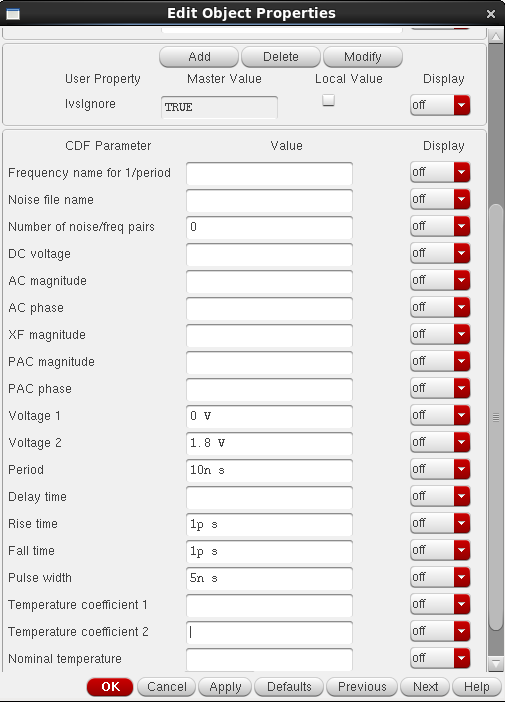 Edit Object Properties
off
Add Delete Modify
User Property Master Value Local Value Display
lvsIgnore TRUE off
CDF Parameter Value Display
Frequency name for 1/period off
Noise file name off
Number of noise/freq pairs 0 off
DC voltage off
AC magnitude off
AC phase off
XF magnitude off
PAC magnitude off
PAC phase off
Voltage 1 0 V off
Voltage 2 1.8 V off
Period 10n s off
Delay time off
Rise time 1p s off
Fall time 1p s off
Pulse width 5n s off
Temperature coefficient 1 off
Temperature coefficient 2 off
Nominal temperature off
OK Cancel Apply Defaults Previous Next Help